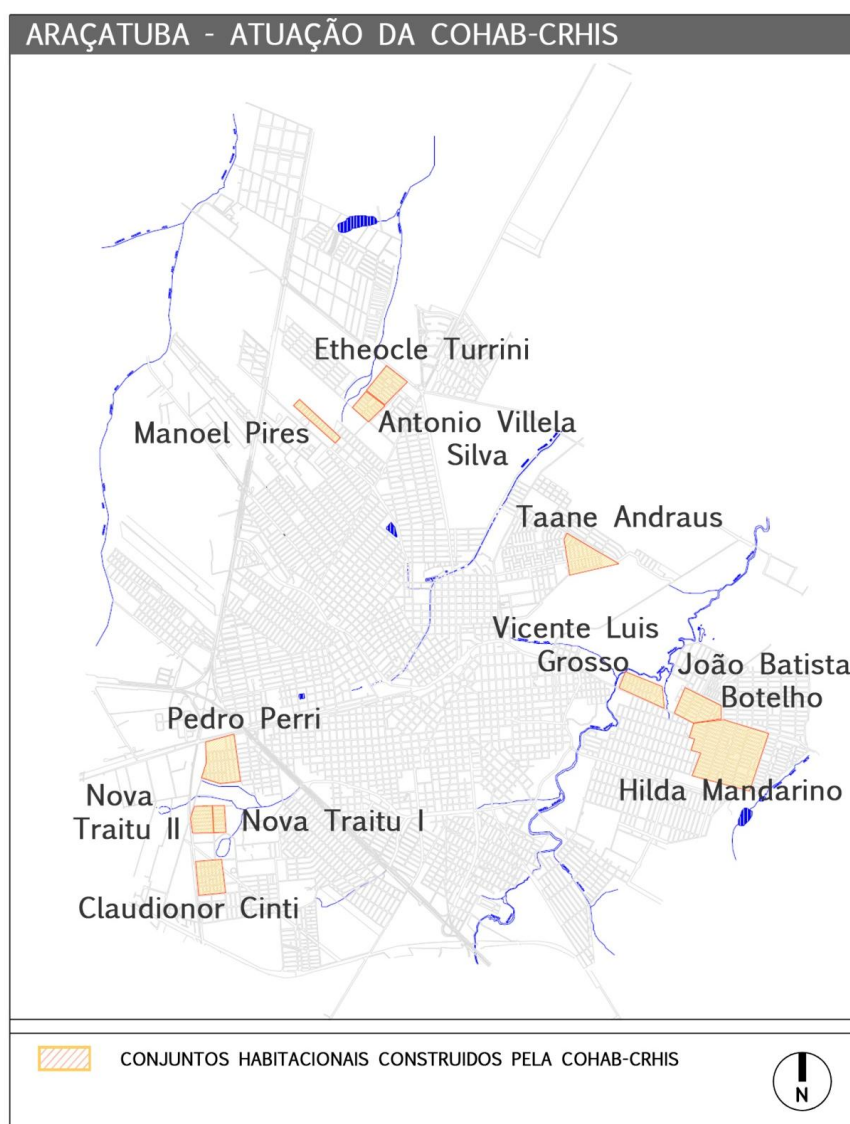 ARAÇATUBA - ATUAÇÃO DA COHAB-CRHIS
Etheocle Turrini
Manoel Pires
Antonio Villela
Silva
Taane Andraus
Vicente Luis
Grosso
João Batista
Botelho
Pedro Perri
Hilda Mandarino
Nova
Traitu II
Nova Traitu I
Claudionor Cinti
CONJUNTOS HABITACIONAIS CONSTRUIDOS PELA COHAB-CRHIS
N